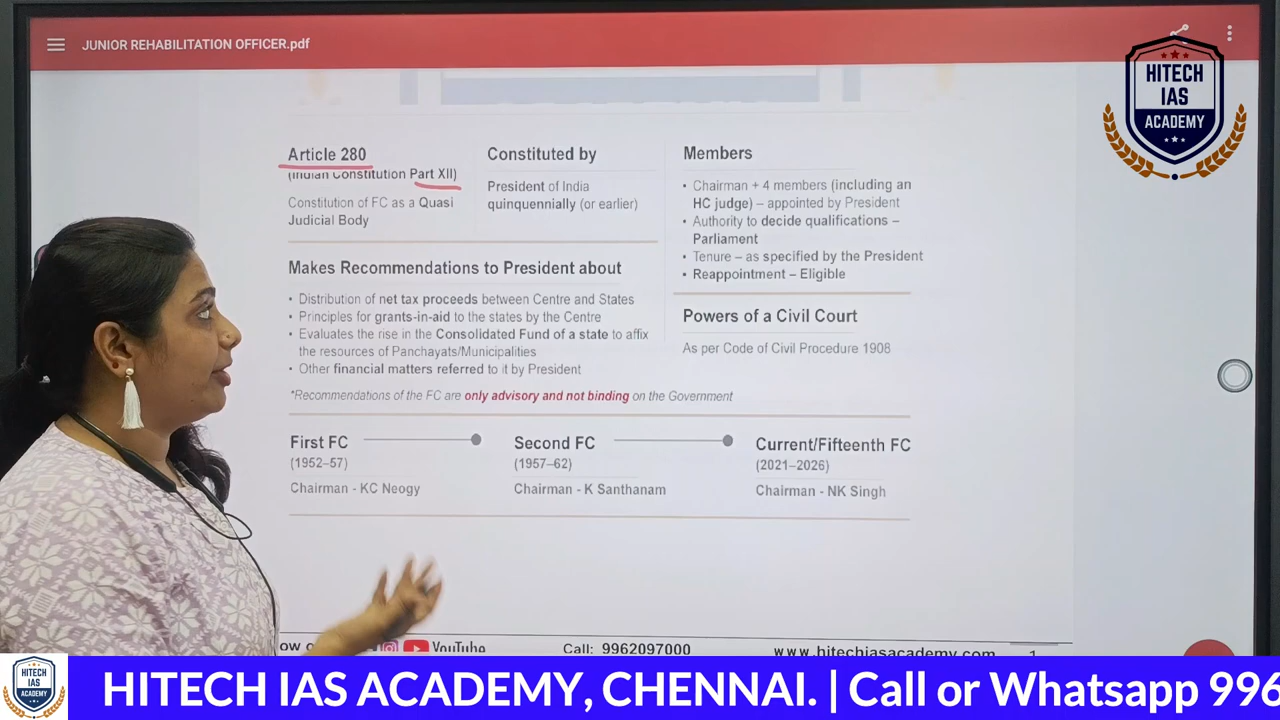 JUNIOR REHABILITATION OFFICER.pdf
HITECH
IAS
ACADEMY
Article 280
(Indian Constitution Part XII)
Constitution of FC as a Quasi
Judicial Body
Constituted by
President of India
quinquennially (or earlier)
Members
• Chairman + 4 members (including an
HC judge) – appointed by President
• Authority to decide qualifications –
Parliament
• Tenure – as specified by the President
• Reappointment – Eligible
Makes Recommendations to President about
• Distribution of net tax proceeds between Centre and States
• Principles for grants-in-aid to the states by the Centre
• Evaluates the rise in the Consolidated Fund of a state to affix
the resources of Panchayats/Municipalities
• Other financial matters referred to it by President
*Recommendations of the FC are only advisory and not binding on the Government
Powers of a Civil Court
As per Code of Civil Procedure 1908
First FC
(1952–57)
Chairman - KC Neogy
Second FC
(1957–62)
Chairman - K Santhanam
Current/Fifteenth FC
(2021–2026)
Chairman - NK Singh
YouTube
Call: 9962097000
www.hitechiasacademy.com
1
HITECH
IAS
ACADEMY
HITECH IAS ACADEMY, CHENNAI. | Call or Whatsapp 996